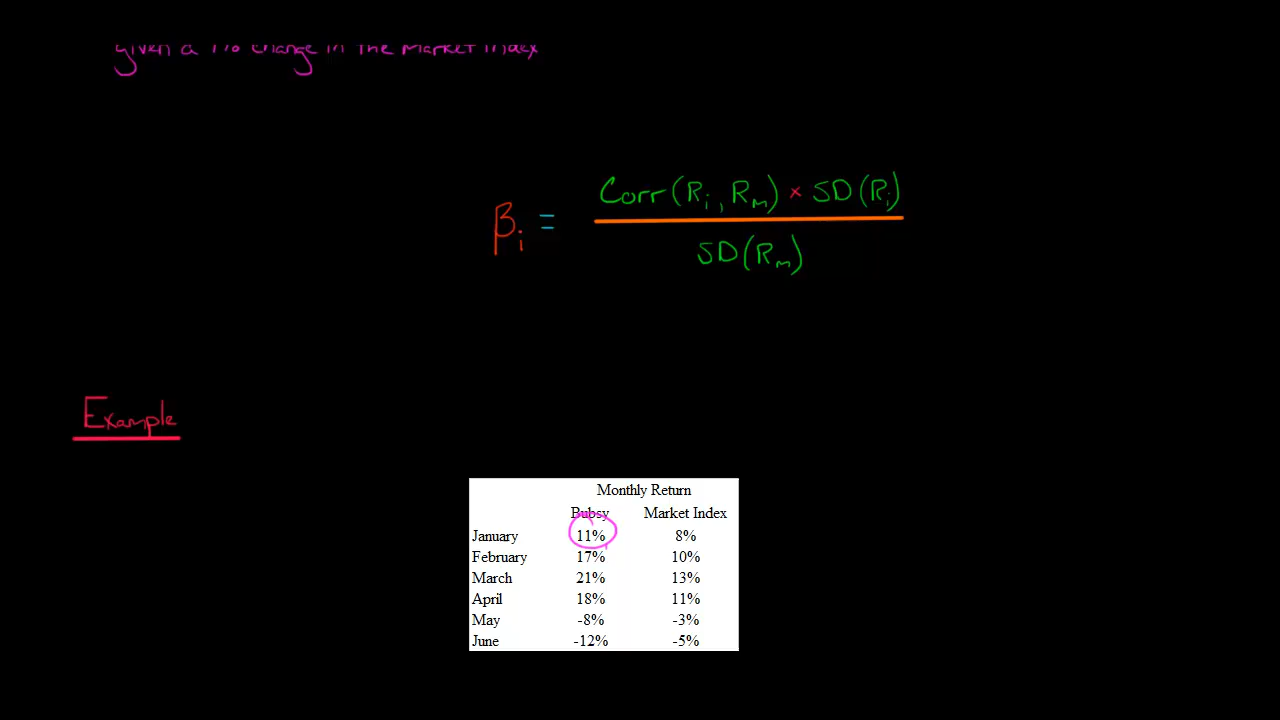 given a 1% change in the market index
βi = Corr(Ri, Rm) × SD(Ri)
SD(Rm)
Example
Monthly Return
Bubsy Market Index
January 11% 8%
February 17% 10%
March 21% 13%
April 18% 11%
May -8% -3%
June -12% -5%